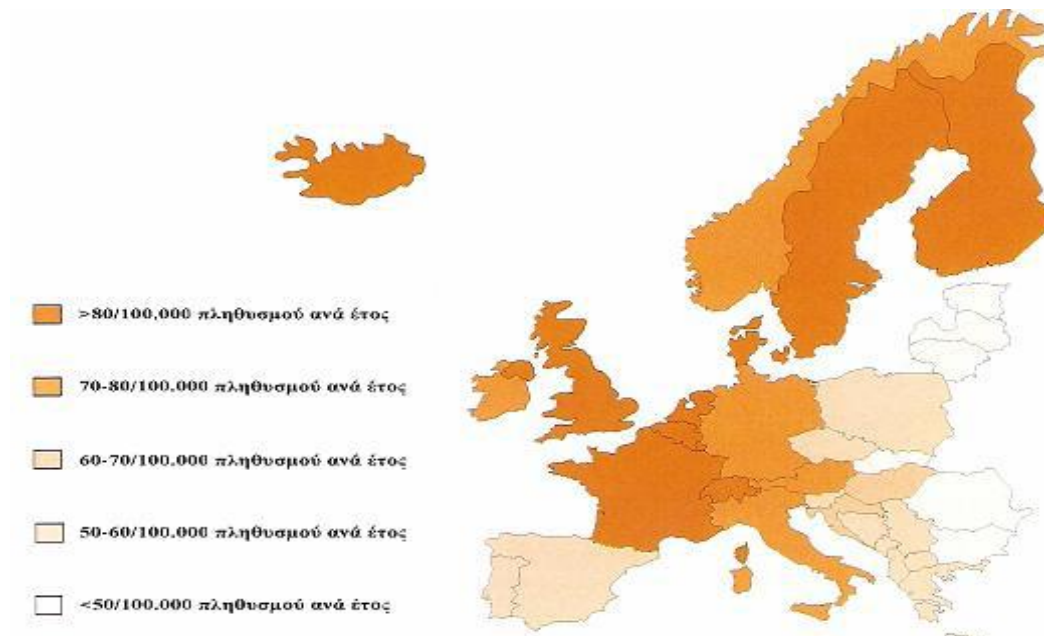 >80/100.000 πληθυσμού ανά έτος
70-80/100.000 πληθυσμού ανά έτος
60-70/100.000 πληθυσμού ανά έτος
50-60/100.000 πληθυσμού ανά έτος
<50/100.000 πληθυσμού ανά έτος